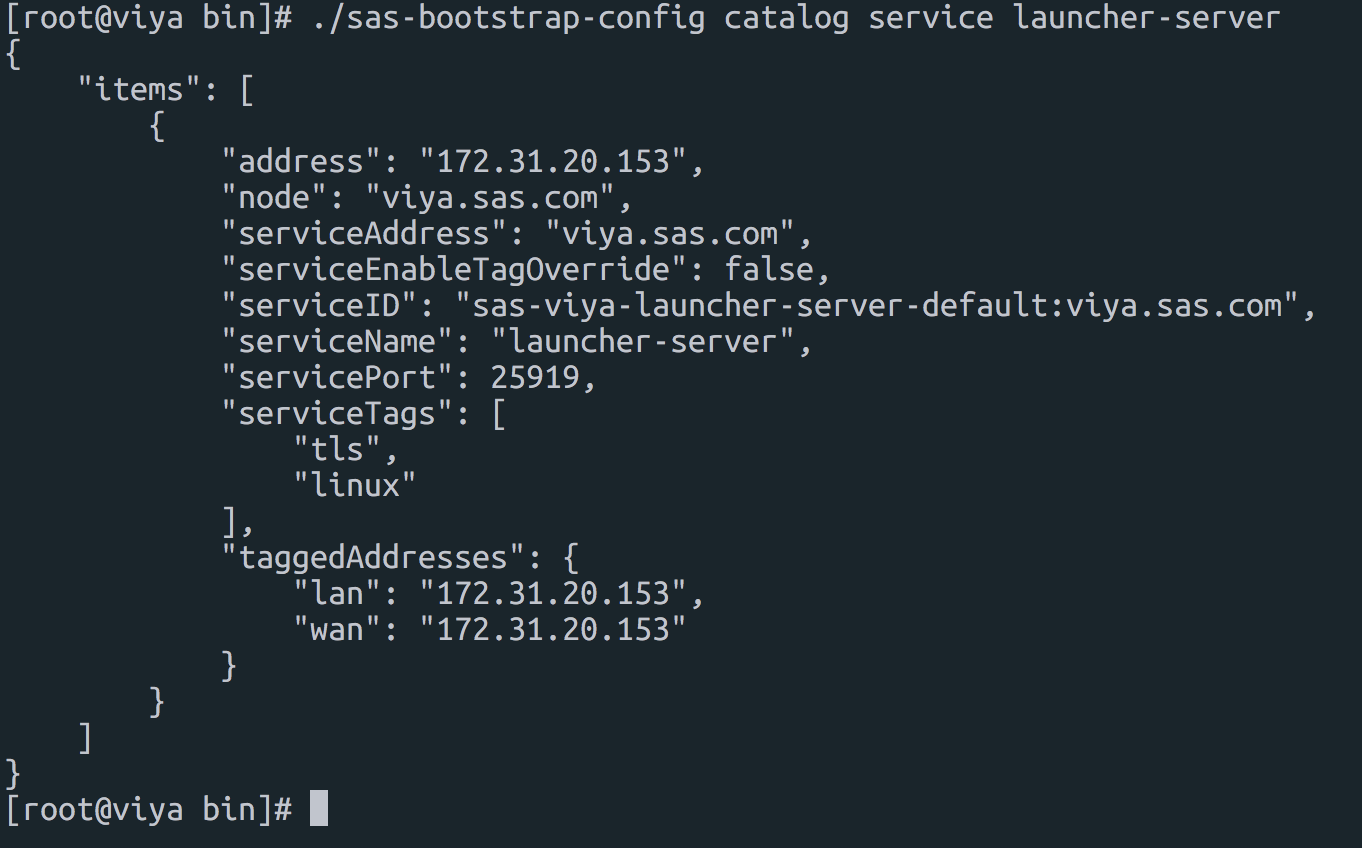 [root@viya bin]# ./sas-bootstrap-config catalog service launcher-server
{
    "items": [
        {
            "address": "172.31.20.153",
            "node": "viya.sas.com",
            "serviceAddress": "viya.sas.com",
            "serviceEnableTagOverride": false,
            "serviceID": "sas-viya-launcher-server-default:viya.sas.com",
            "serviceName": "launcher-server",
            "servicePort": 25919,
            "serviceTags": [
                "tls",
                "linux"
            ],
            "taggedAddresses": {
                "lan": "172.31.20.153",
                "wan": "172.31.20.153"
            }
        }
    ]
}
[root@viya bin]#